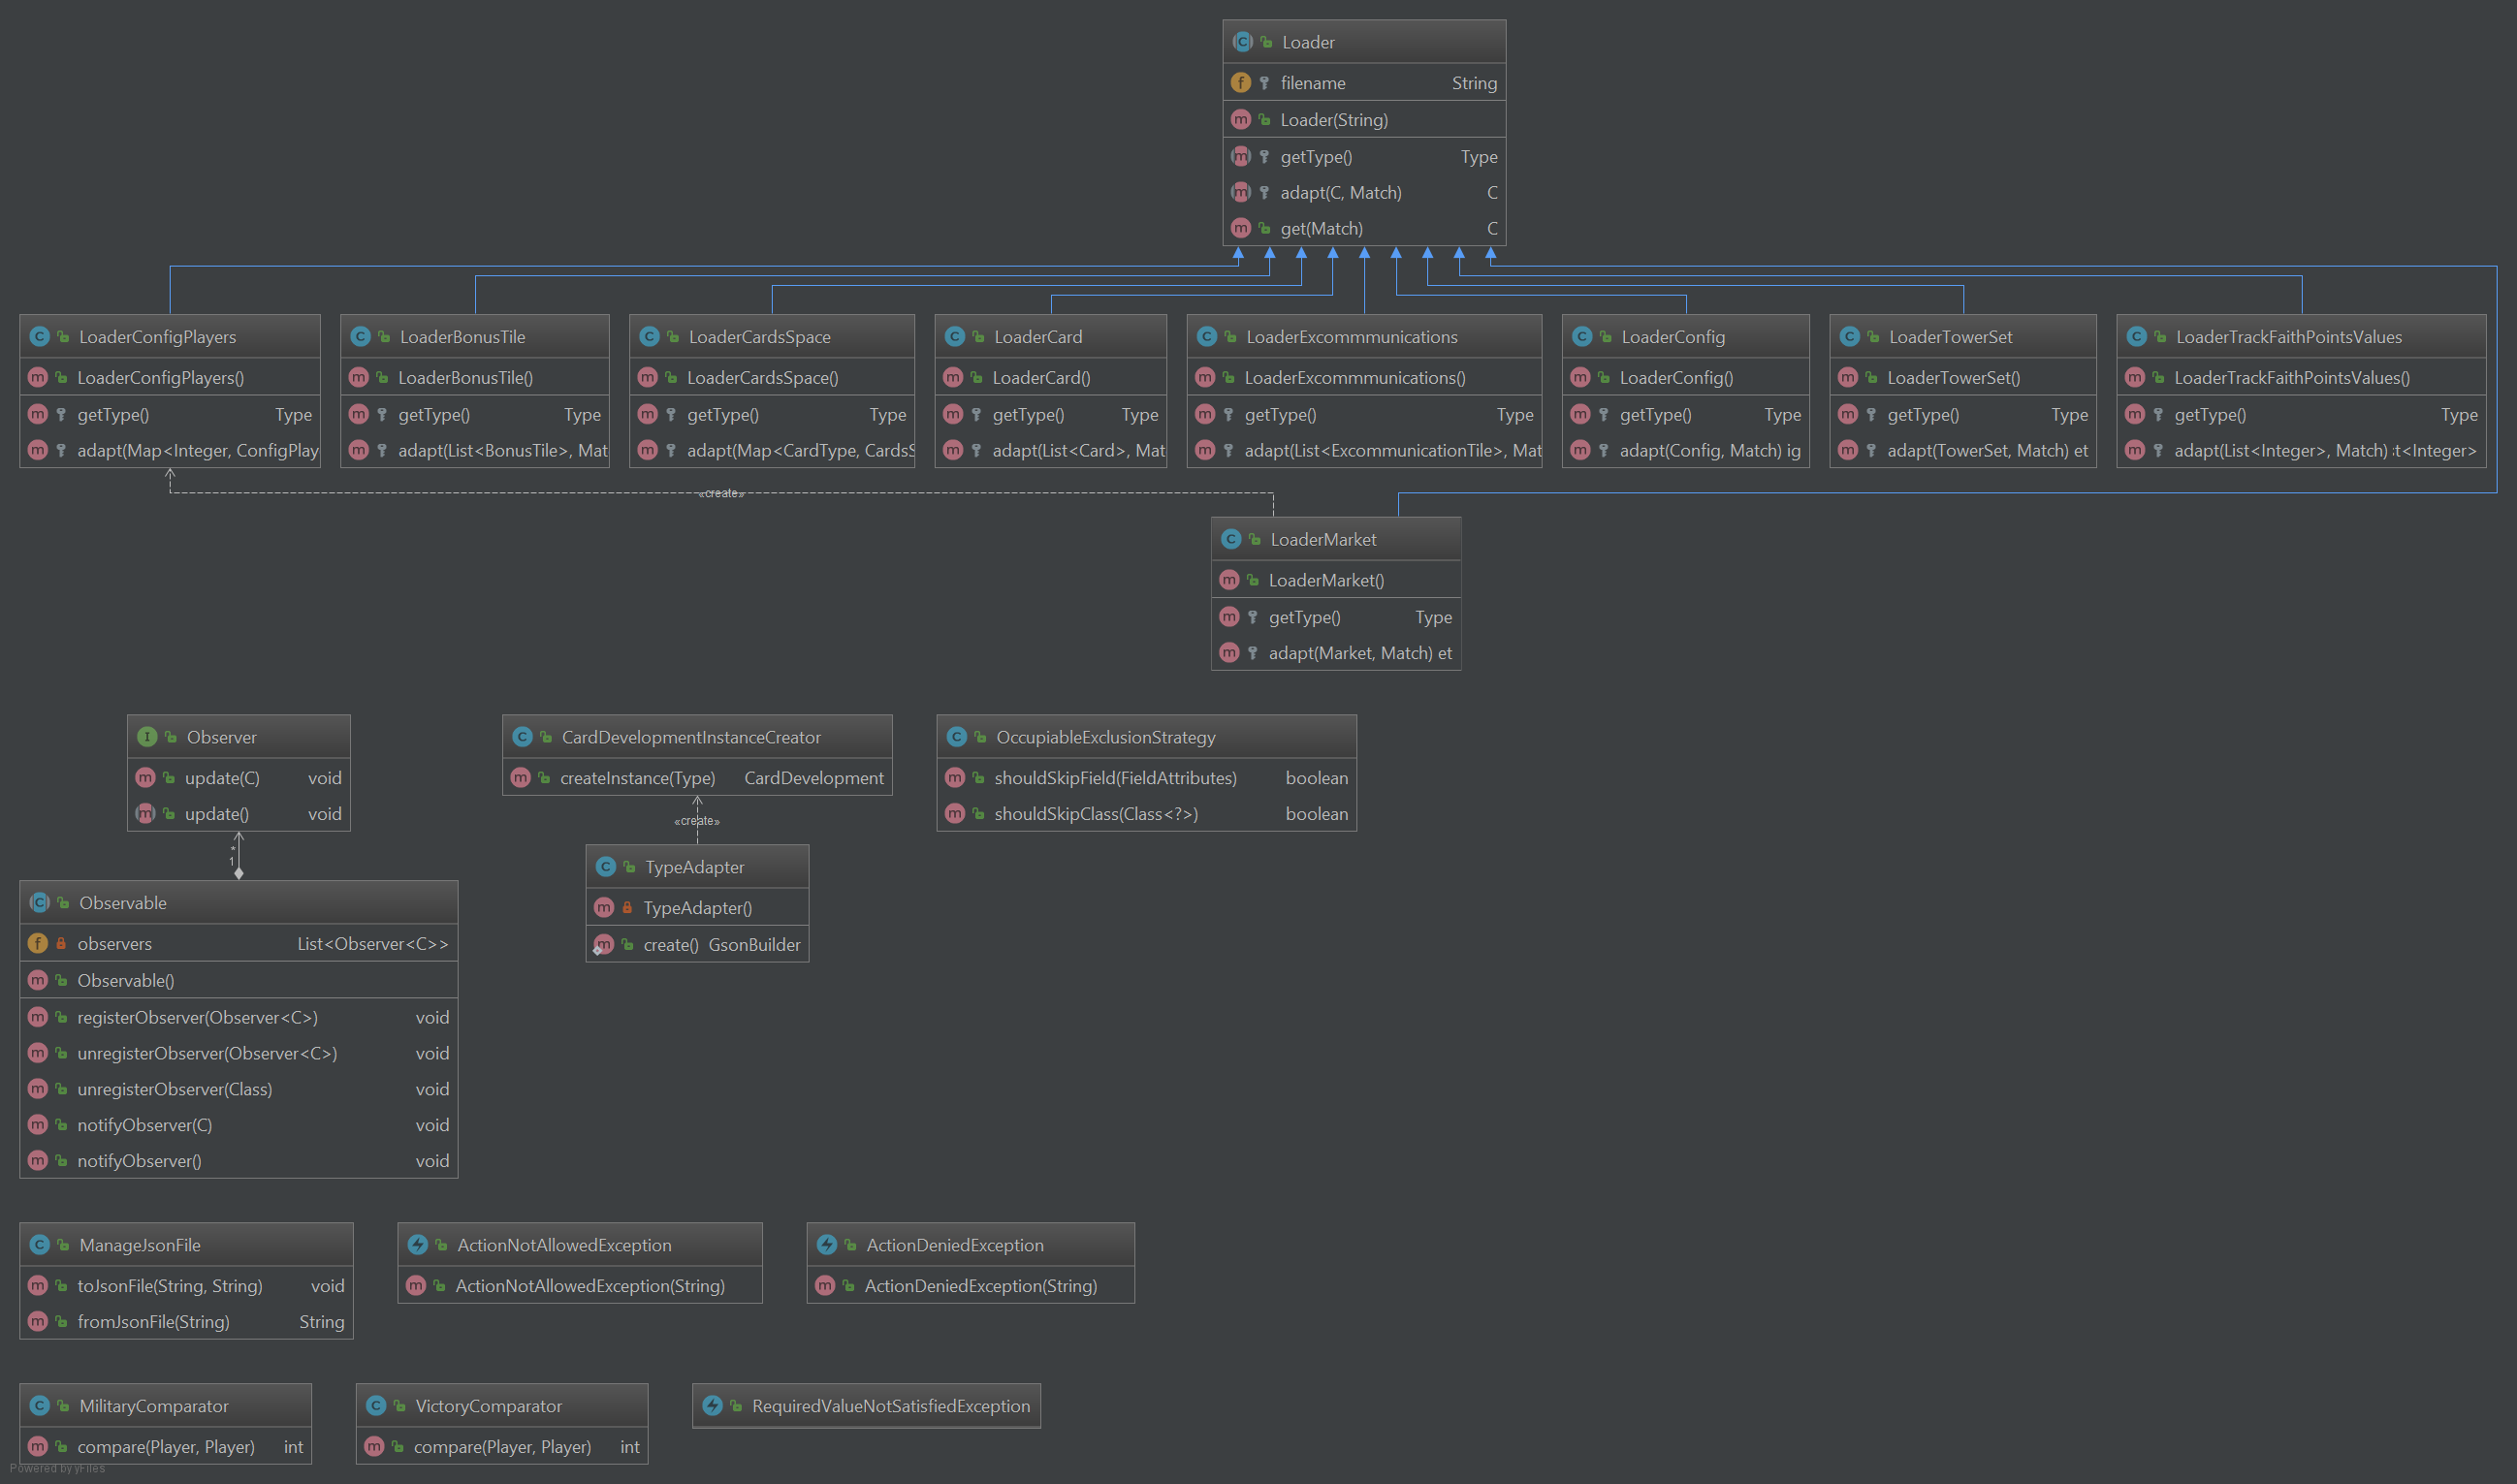 Loader
filename String
Loader(String)
getType() Type
adapt(C, Match) C
get(Match) C
LoaderConfigPlayers
LoaderConfigPlayers()
getType() Type
adapt(Map<Integer, ConfigPlay
LoaderBonusTile
LoaderBonusTile()
getType() Type
adapt(List<BonusTile>, Mat
LoaderCardsSpace
LoaderCardsSpace()
getType() Type
adapt(Map<CardType, CardsS
LoaderCard
LoaderCard()
getType() Type
adapt(List<Card>, Mat
LoaderExcommmunications
LoaderExcommmunications()
getType() Type
adapt(List<ExcommunicationTile>, Mat
LoaderConfig
LoaderConfig()
getType() Type
adapt(Config, Match) ig
LoaderTowerSet
LoaderTowerSet()
getType() Type
adapt(TowerSet, Match) et
LoaderTrackFaithPointsValues
LoaderTrackFaithPointsValues()
getType() Type
adapt(List<Integer>, Match) :t<Integer>
«create»
LoaderMarket
LoaderMarket()
getType() Type
adapt(Market, Match) et
Observer
update(C) void
update() void
*
1
Observable
observers List<Observer<C>>
Observable()
registerObserver(Observer<C>) void
unregisterObserver(Observer<C>) void
unregisterObserver(Class) void
notifyObserver(C) void
notifyObserver() void
CardDevelopmentInstanceCreator
createInstance(Type) CardDevelopment
«create»
TypeAdapter
TypeAdapter()
create() GsonBuilder
OccupiableExclusionStrategy
shouldSkipField(FieldAttributes) boolean
shouldSkipClass(Class<?>) boolean
ManageJsonFile
toJsonFile(String, String) void
fromJsonFile(String) String
ActionNotAllowedException
ActionNotAllowedException(String)
ActionDeniedException
ActionDeniedException(String)
MilitaryComparator
compare(Player, Player) int
VictoryComparator
compare(Player, Player) int
RequiredValueNotSatisfiedException
Powered by yFiles